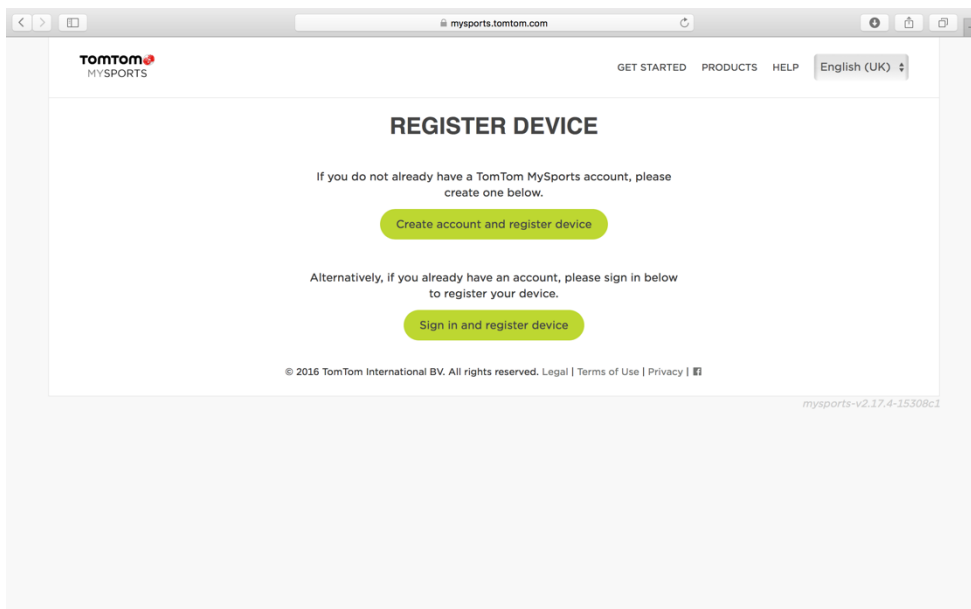 mysports.tomtom.com
TOMTOM
MYSPORTS
GET STARTED PRODUCTS HELP English (UK)
REGISTER DEVICE
If you do not already have a TomTom MySports account, please
create one below.
Create account and register device
Alternatively, if you already have an account, please sign in below
to register your device.
Sign in and register device
© 2016 TomTom International BV. All rights reserved. Legal | Terms of Use | Privacy |
mysports-v2.17.4-15308c1